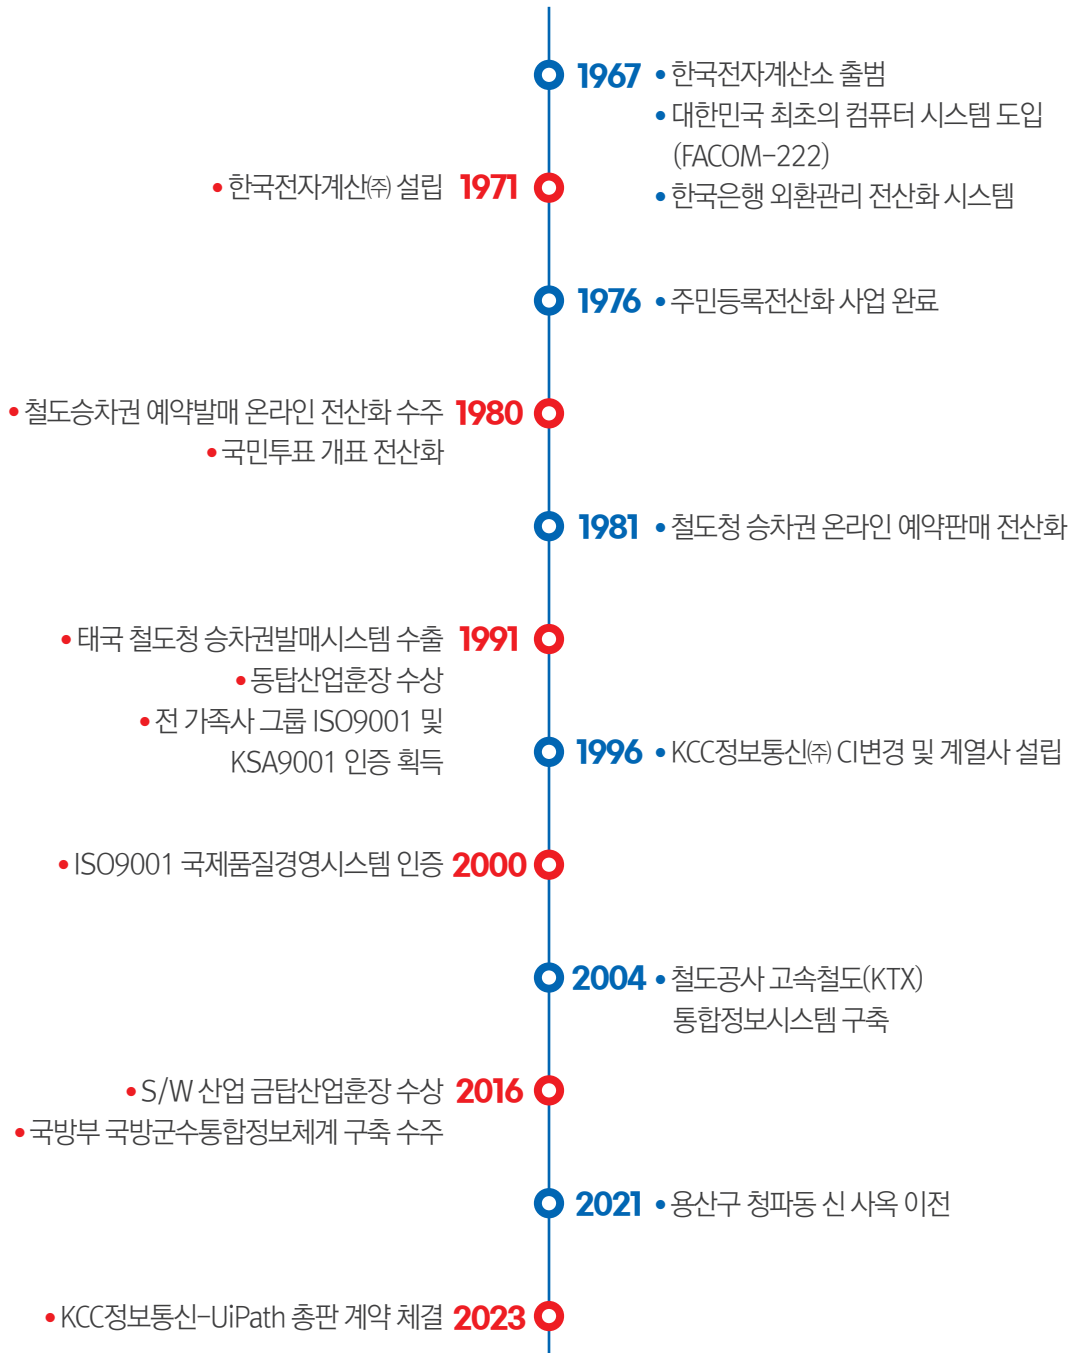 1967
• 한국전자계산소 출범
• 대한민국 최초의 컴퓨터 시스템 도입
(FACOM-222)
• 한국은행 외환관리 전산화 시스템
• 한국전자계산㈜ 설립 1971
1976 • 주민등록전산화 사업 완료
• 철도승차권 예약발매 온라인 전산화 수주 1980
• 국민투표 개표 전산화
1981 • 철도청 승차권 온라인 예약판매 전산화
• 태국 철도청 승차권발매시스템 수출 1991
• 동탑산업훈장 수상
• 전 가족사 그룹 ISO9001 및
KSA9001 인증 획득
1996 • KCC정보통신㈜ CI변경 및 계열사 설립
• ISO9001 국제품질경영시스템 인증 2000
2004 • 철도공사 고속철도(KTX)
통합정보시스템 구축
• S/W 산업 금탑산업훈장 수상 2016
• 국방부 국방군수통합정보체계 구축 수주
2021 • 용산구 청파동 신 사옥 이전
• KCC정보통신-UiPath 총판 계약 체결 2023